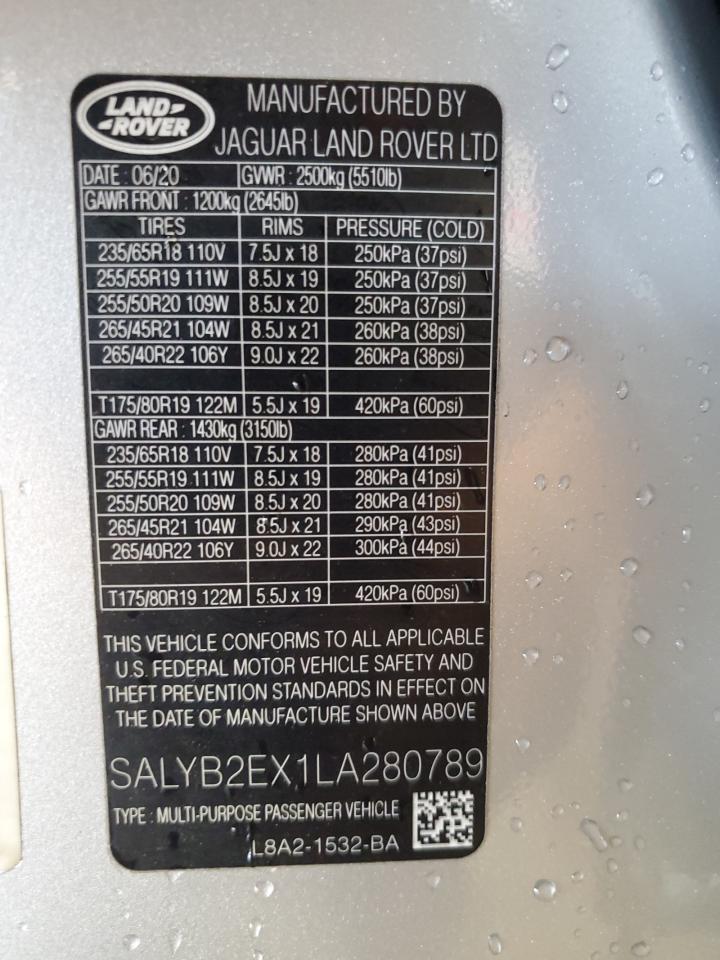 LAND-
-ROVER
MANUFACTURED BY
JAGUAR LAND ROVER LTD
DATE : 06/20 GVWR : 2500kg (5510lb)
GAWR FRONT : 1200kg (2645lb)
TIRES RIMS PRESSURE (COLD)
235/65R18 110V 7.5J x 18 250kPa (37psi)
255/55R19 111W 8.5J x 19 250kPa (37psi)
255/50R20 109W 8.5J x 20 250kPa (37psi)
265/45R21 104W 8.5J x 21 260kPa (38psi)
265/40R22 106Y 9.0J x 22 260kPa (38psi)
T175/80R19 122M 5.5J x 19 420kPa (60psi)
GAWR REAR : 1430kg (3150lb)
235/65R18 110V 7.5J x 18 280kPa (41psi)
255/55R19 111W 8.5J x 19 280kPa (41psi)
255/50R20 109W 8.5J x 20 280kPa (41psi)
265/45R21 104W 8.5J x 21 290kPa (43psi)
265/40R22 106Y 9.0J x 22 300kPa (44psi)
T175/80R19 122M 5.5J x 19 420kPa (60psi)
THIS VEHICLE CONFORMS TO ALL APPLICABLE
U.S. FEDERAL MOTOR VEHICLE SAFETY AND
THEFT PREVENTION STANDARDS IN EFFECT ON
THE DATE OF MANUFACTURE SHOWN ABOVE
SALYB2EX1LA280789
TYPE : MULTI-PURPOSE PASSENGER VEHICLE
L8A2-1532-BA